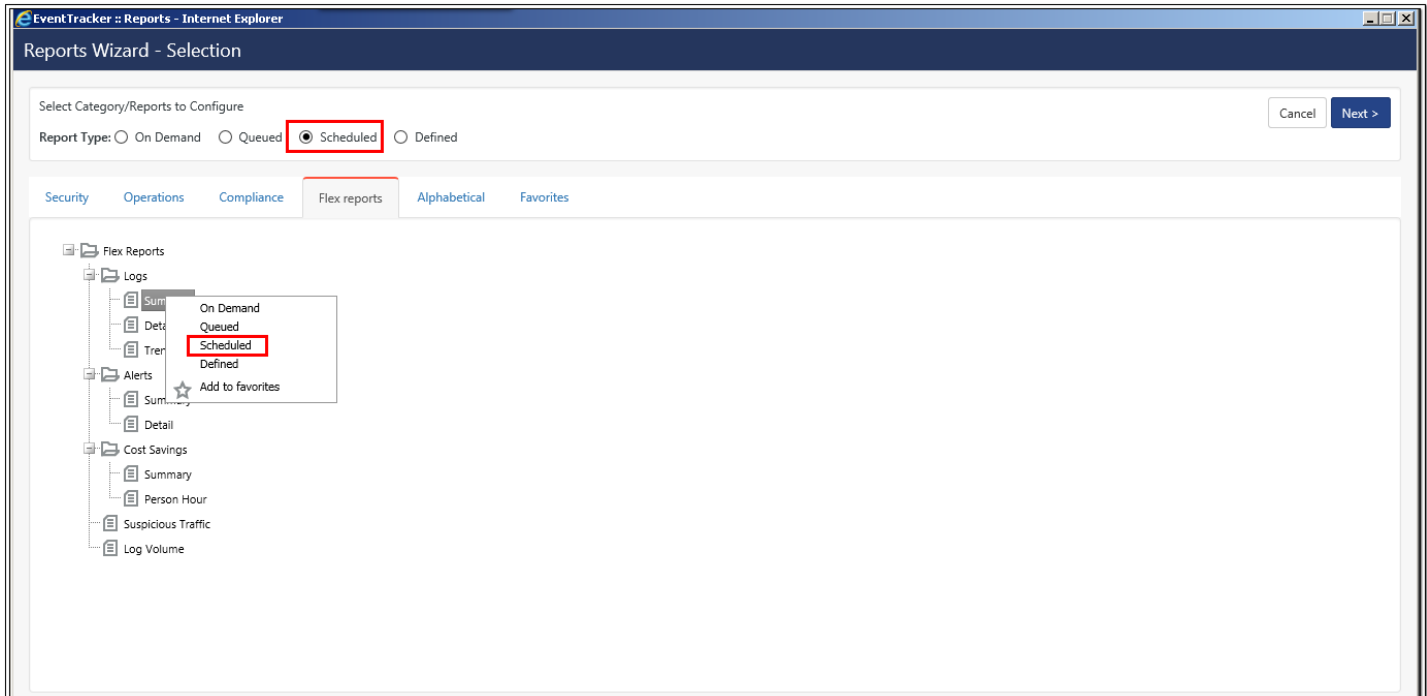 EventTracker :: Reports - Internet Explorer
Reports Wizard - Selection
Select Category/Reports to Configure
Cancel Next >
Report Type: On Demand Queued Scheduled Defined
Security Operations Compliance Flex reports Alphabetical Favorites
Flex Reports
Logs
On Demand
Queued
Scheduled
Defined
Add to favorites
Alerts
Detail
Cost Savings
Summary
Person Hour
Suspicious Traffic
Log Volume